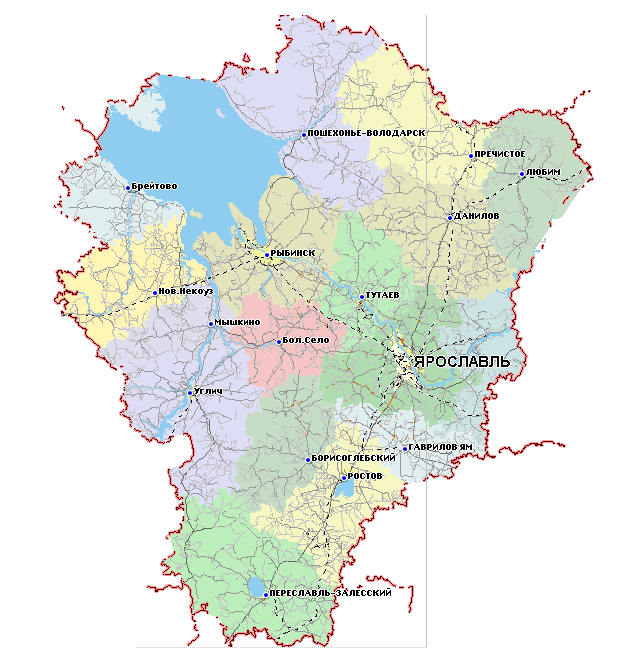 ПОШЕХОНЬЕ-ВОЛОДАРСК
ПРЕЧИСТОЕ
ЛЮБИМ
Брейтово
ДАНИЛОВ
РЫБИНСК
Нов.Некоуз
ТУТАЕВ
Мышкино
Бол.Село
ЯРОСЛАВЛЬ
Углич
ГАВРИЛОВ ЯМ
БОРИСОГЛЕБСКИЙ
РОСТОВ
ПЕРЕСЛАВЛЬ-ЗАЛЕССКИЙ